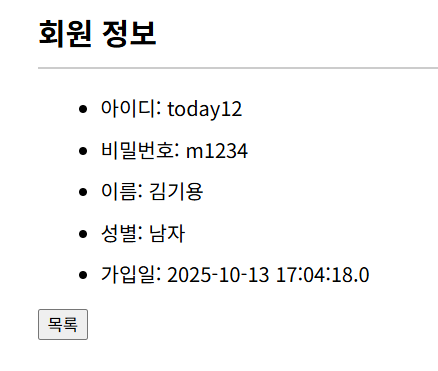 회원 정보
아이디: today12
비밀번호: m1234
이름: 김기용
성별: 남자
가입일: 2025-10-13 17:04:18.0
목록